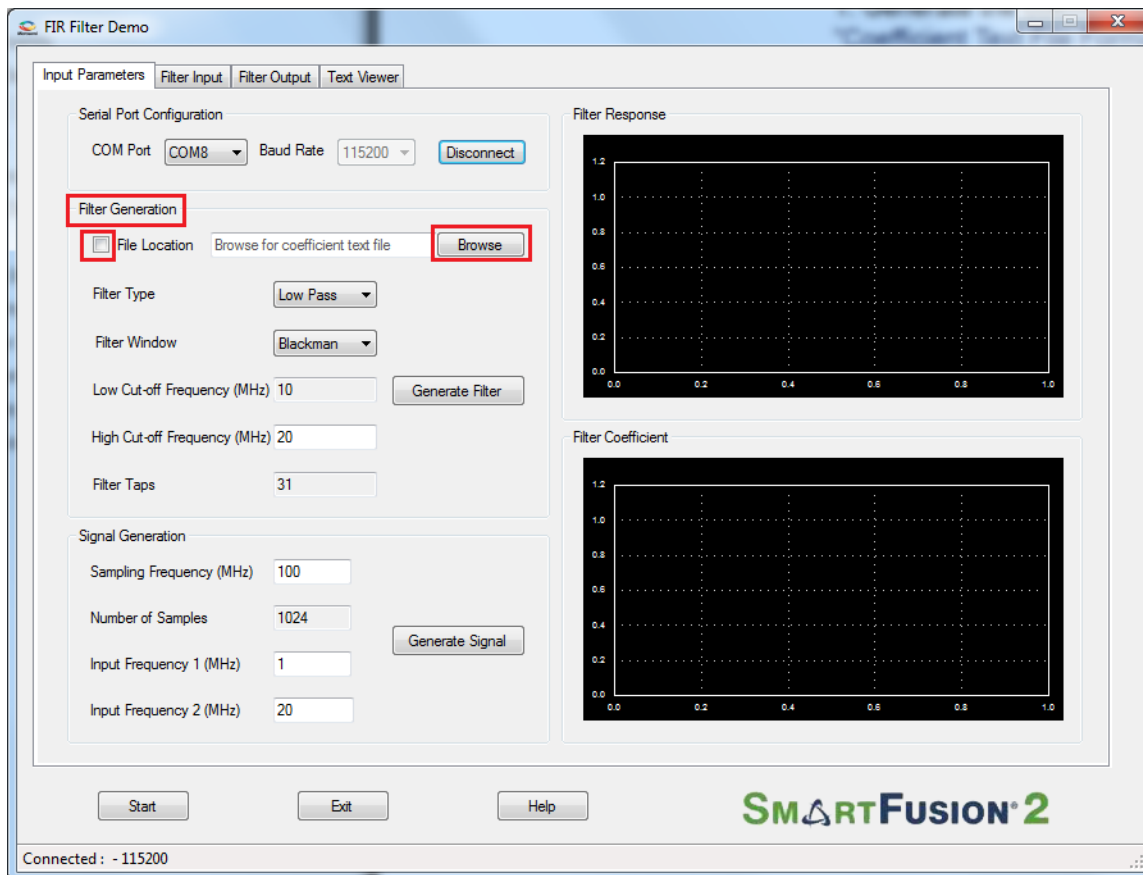 FIR Filter Demo
"Coefficient Text File
Input Parameters Filter Input Filter Output Text Viewer
Serial Port Configuration
COM Port COM8 Baud Rate 115200 Disconnect
Filter Generation
File Location Browse for coefficient text file Browse
Filter Type Low Pass
Filter Window Blackman
Low Cut-off Frequency (MHz) 10 Generate Filter
High Cut-off Frequency (MHz) 20
Filter Taps 31
Signal Generation
Sampling Frequency (MHz) 100
Number of Samples 1024
Generate Signal
Input Frequency 1 (MHz) 1
Input Frequency 2 (MHz) 20
Filter Response
1.2
1.0
0.8
0.6
0.4
0.2
0.0
0.0 0.2 0.4 0.6 0.8 1.0
Filter Coefficient
1.2
1.0
0.8
0.6
0.4
0.2
0.0
0.0 0.2 0.4 0.6 0.8 1.0
Start Exit Help
SMARTFUSION® 2
Connected : - 115200